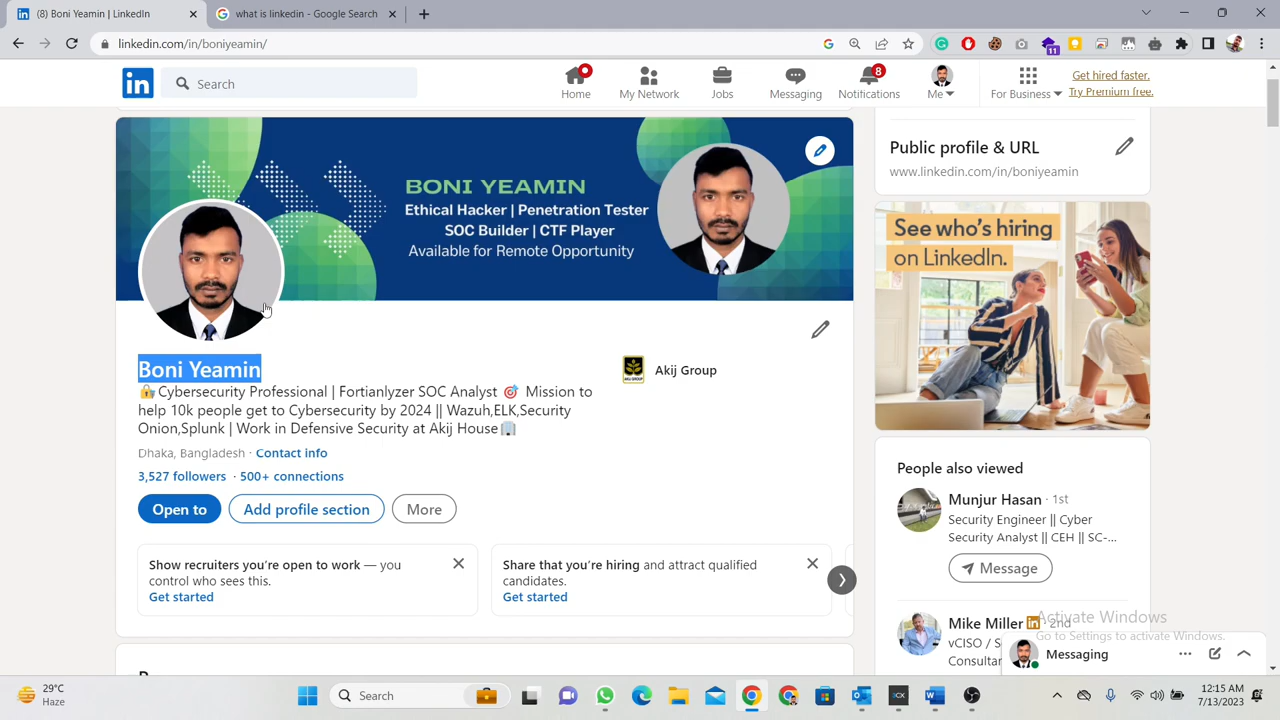 (8) Boni Yeamin | LinkedIn
what is linkedin - Google Search
linkedin.com/in/boniyeamin/
11
in
Search
Home
My Network
Jobs
Messaging
8
Notifications
Me
For Business
Get hired faster.
Try Premium free.
BONI YEAMIN
Ethical Hacker | Penetration Tester
SOC Builder | CTF Player
Available for Remote Opportunity
Boni Yeamin
Cybersecurity Professional | Fortianlyzer SOC Analyst 🎯 Mission to
help 10k people get to Cybersecurity by 2024 || Wazuh,ELK,Security
Onion,Splunk | Work in Defensive Security at Akij House
Dhaka, Bangladesh · Contact info
3,527 followers · 500+ connections
Akij Group
Open to
Add profile section
More
Show recruiters you're open to work — you
control who sees this.
Get started
Share that you're hiring and attract qualified
candidates.
Get started
Public profile & URL
www.linkedin.com/in/boniyeamin
See who's hiring
on LinkedIn.
People also viewed
Munjur Hasan · 1st
Security Engineer || Cyber
Security Analyst || CEH || SC-...
Message
Mike Miller in · 2nd
vCISO / S
Consulta
Activate Windows
Go to Settings to activate Windows.
Messaging
29°C
Haze
Search
12:15 AM
7/13/2023